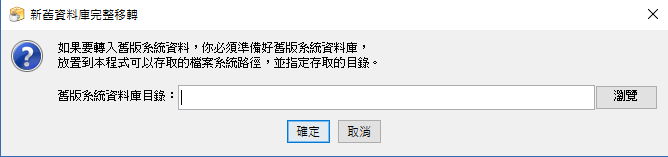 新舊資料庫完整移轉
如果要轉入舊版系統資料，你必須準備好舊版系統資料庫，
放置到本程式可以存取的檔案系統路徑，並指定存取的目錄。
舊版系統資料庫目錄：
瀏覽
確定
取消